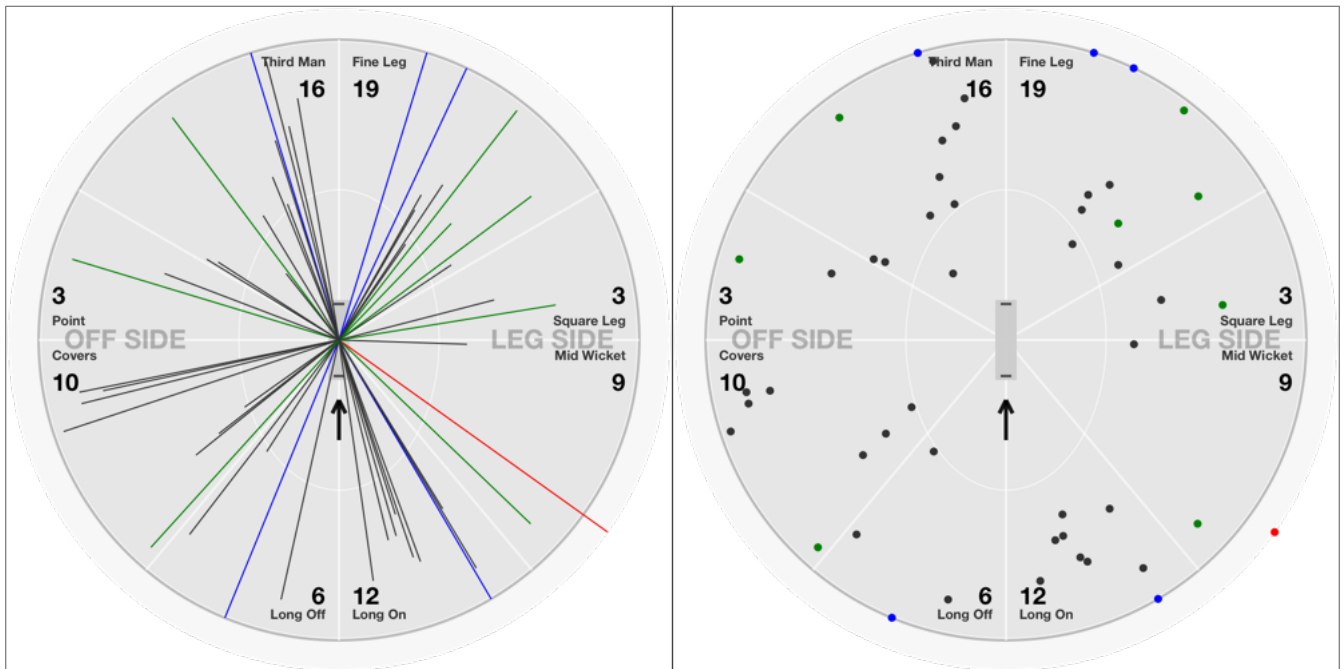 Third Man Fine Leg
16 19
3 3
Point Square Leg
OFF SIDE LEG SIDE
Covers Mid Wicket
10 9
6 12
Long Off Long On
Third Man Fine Leg
16 19
3 3
Point Square Leg
OFF SIDE LEG SIDE
Covers Mid Wicket
10 9
6 12
Long Off Long On